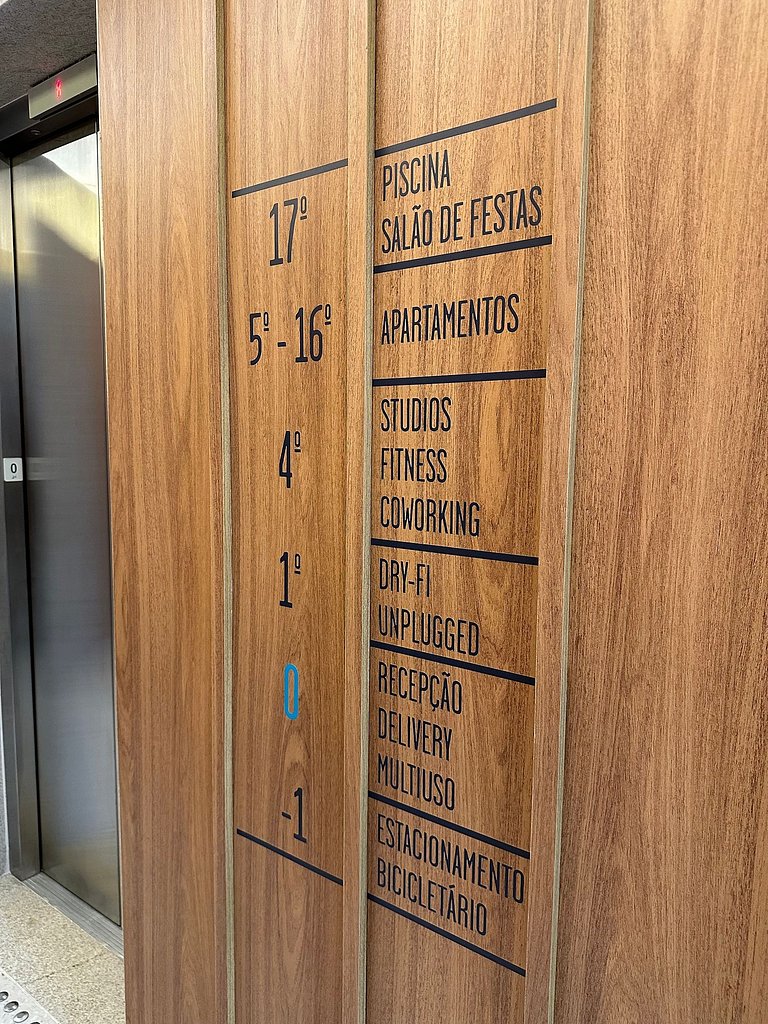 17º
PISCINA
SALÃO DE FESTAS
5º - 16º
APARTAMENTOS
4º
STUDIOS
FITNESS
COWORKING
1º
DRY-FI
UNPLUGGED
0
RECEPÇÃO
DELIVERY
MULTIUSO
-1
ESTACIONAMENTO
BICICLETÁRIO
0